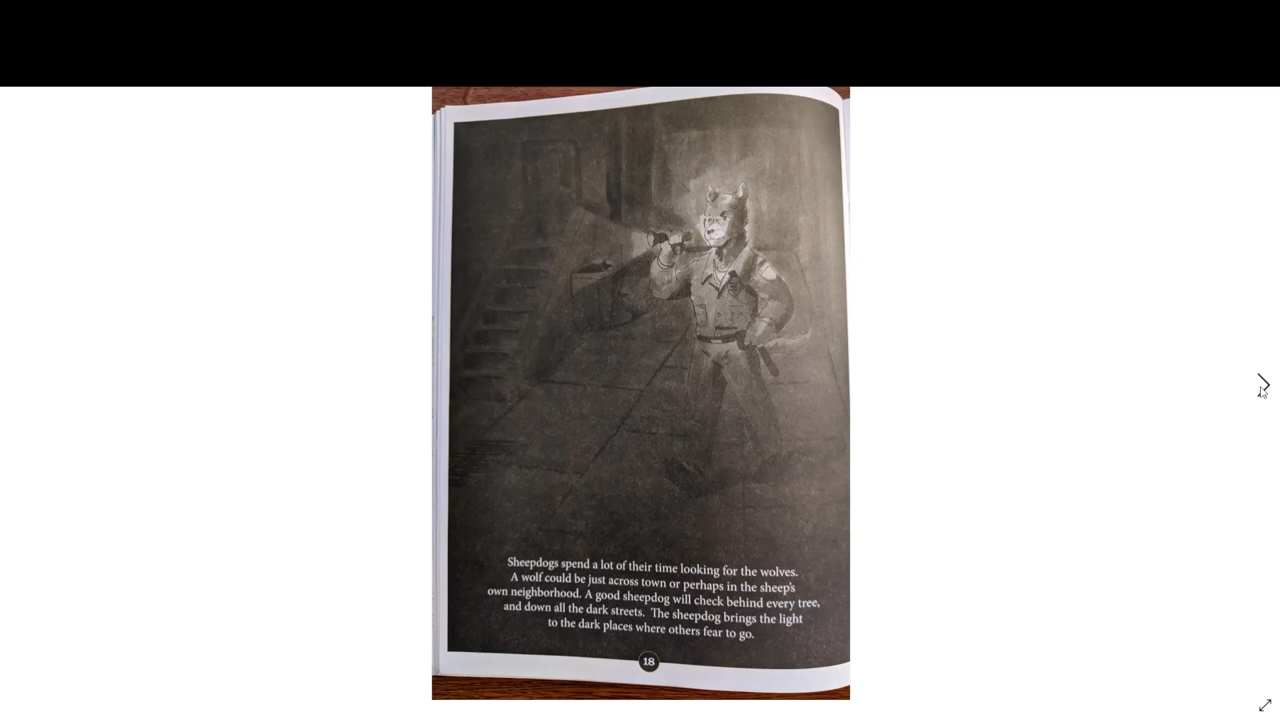 Sheepdogs spend a lot of their time looking for the wolves.
A wolf could be just across town or perhaps in the sheep's
own neighborhood. A good sheepdog will check behind every tree,
and down all the dark streets. The sheepdog brings the light
to the dark places where others fear to go.
18